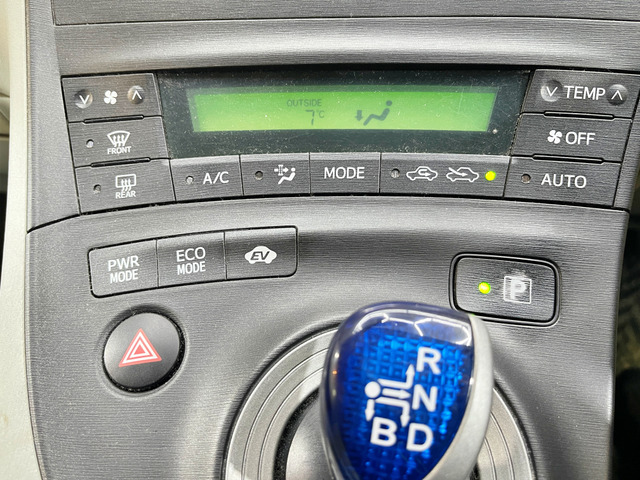 OUTSIDE
7°C
TEMP
FRONT
OFF
REAR
A/C
MODE
AUTO
PWR
MODE
ECO
MODE
EV
P
R
N
B D